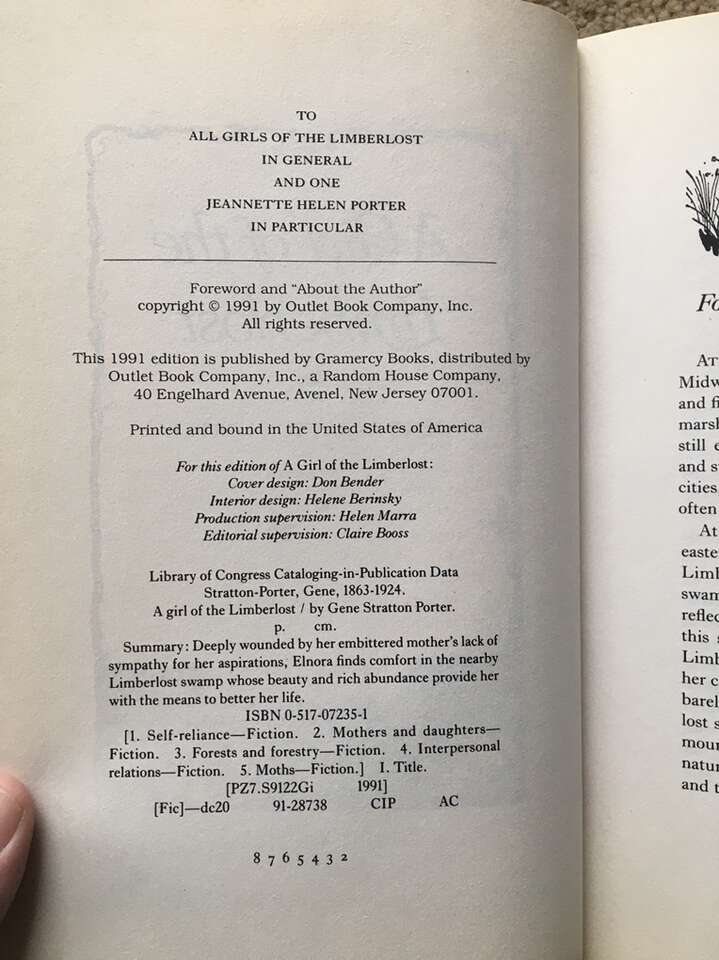 TO
ALL GIRLS OF THE LIMBERLOST
IN GENERAL
AND ONE
JEANNETTE HELEN PORTER
IN PARTICULAR
Foreword and "About the Author"
copyright © 1991 by Outlet Book Company, Inc.
All rights reserved.
This 1991 edition is published by Gramercy Books, distributed by
Outlet Book Company, Inc., a Random House Company,
40 Engelhard Avenue, Avenel, New Jersey 07001.
Printed and bound in the United States of America
For this edition of A Girl of the Limberlost:
Cover design: Don Bender
Interior design: Helene Berinsky
Production supervision: Helen Marra
Editorial supervision: Claire Booss
Library of Congress Cataloging-in-Publication Data
Stratton-Porter, Gene, 1863-1924.
A girl of the Limberlost / by Gene Stratton Porter.
p. cm.
Summary: Deeply wounded by her embittered mother's lack of
sympathy for her aspirations, Elnora finds comfort in the nearby
Limberlost swamp whose beauty and rich abundance provide her
with the means to better her life.
ISBN 0-517-07235-1
[1. Self-reliance—Fiction. 2. Mothers and daughters—
Fiction. 3. Forests and forestry—Fiction. 4. Interpersonal
relations—Fiction. 5. Moths—Fiction.] I. Title.
[PZ7.S9122Gi 1991]
[Fic]—dc20 91-28738 CIP AC
8 7 6 5 4 3 2
Fo
AT
Midw
and fi
marsh
still e
and s
cities
often
At
easte
Limb
swam
reflec
this s
Limb
her c
barel
lost s
moun
natur
and t